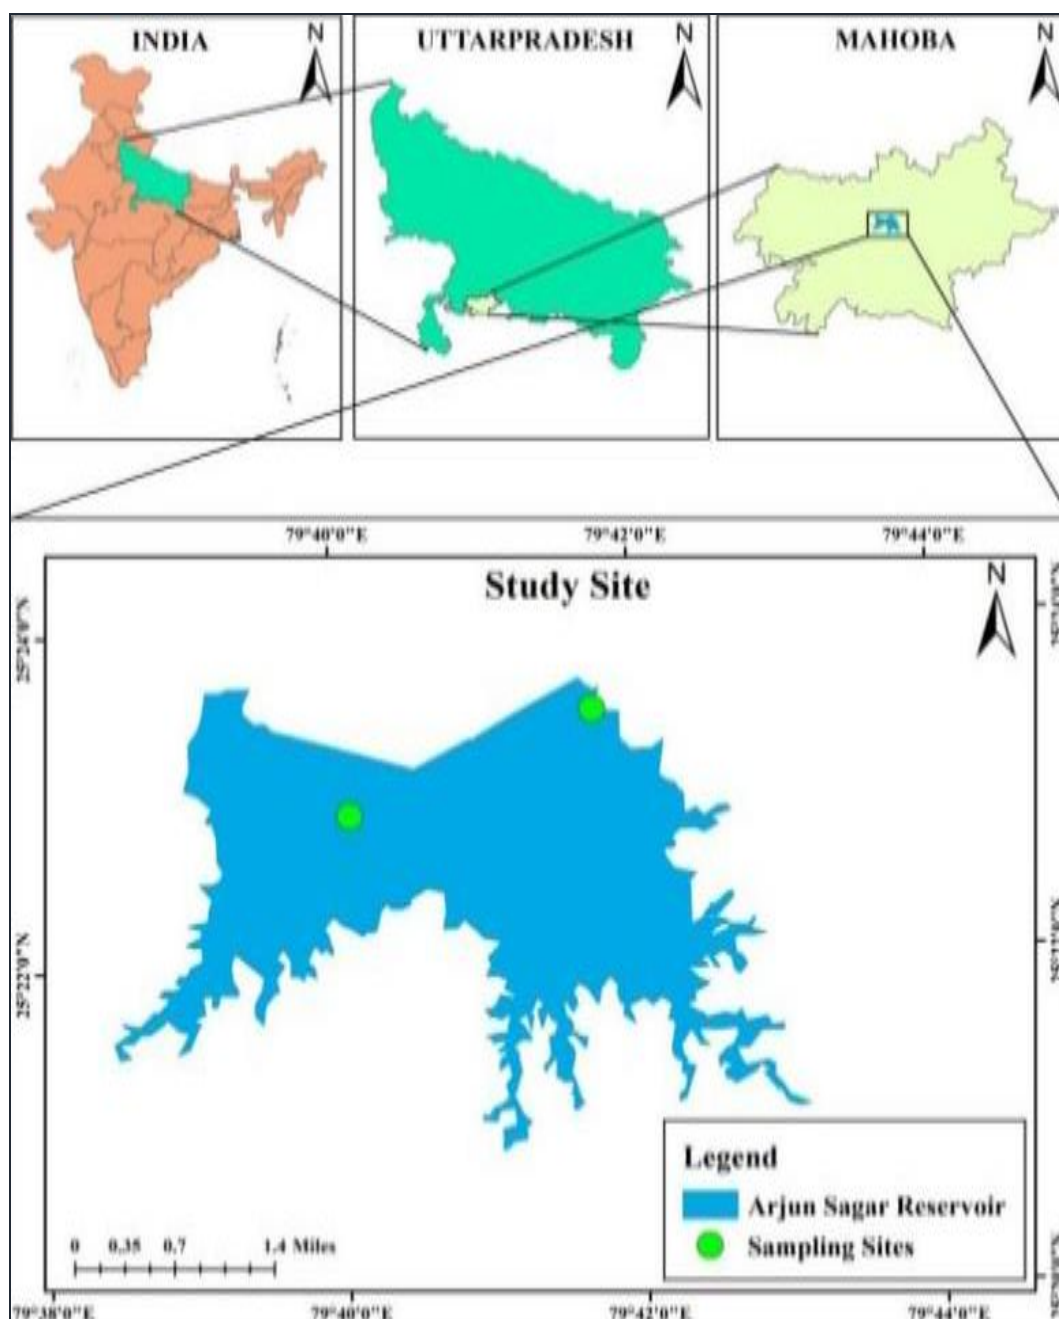 INDIA
N
UTTARPRADESH
N
MAHOBA
N
79°40'0"E
79°42'0"E
79°44'0"E
Study Site
N
25°24'0"N
25°22'0"N
Legend
Arjun Sagar Reservoir
Sampling Sites
0 0.35 0.7 1.4 Miles
79°38'0"E
79°40'0"E
79°42'0"E
79°44'0"E